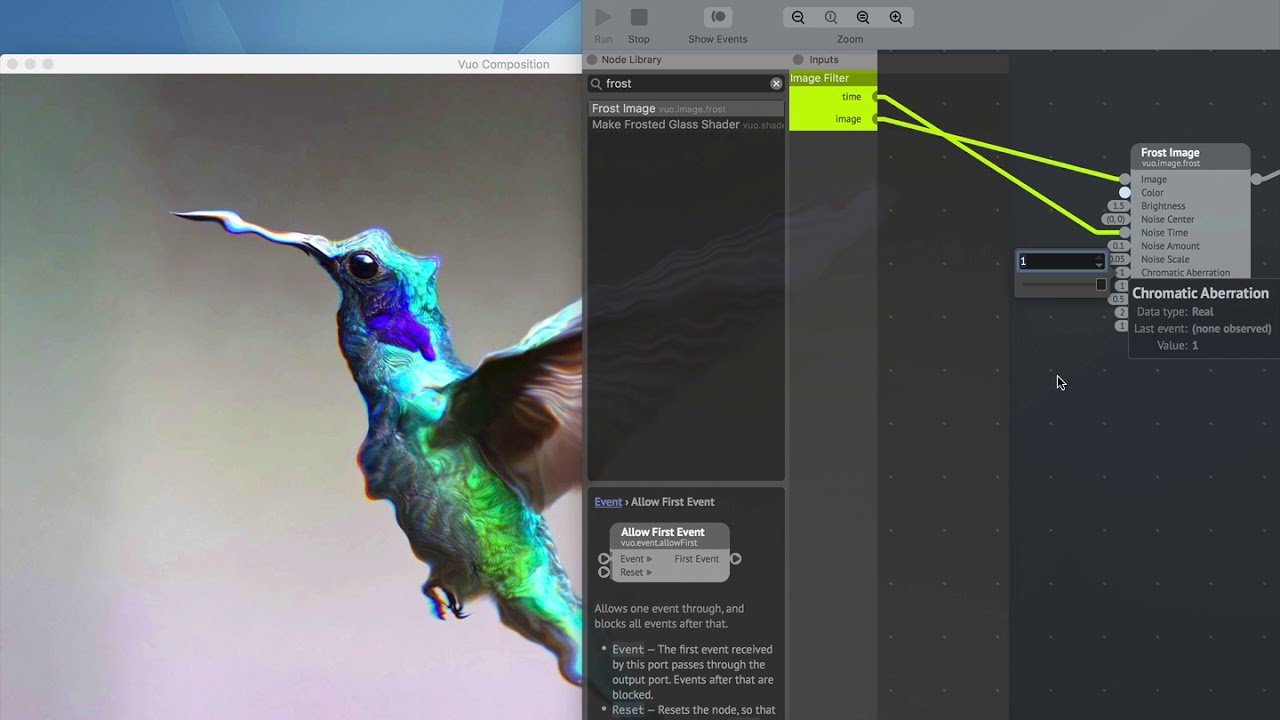 Run
Stop
Show Events
Zoom
Vuo Composition
Node Library
Inputs
frost
Frost Image vuo.image.frost
Make Frosted Glass Shader vuo.shade
Image Filter
time
image
Frost Image
vuo.image.frost
Image
Color
1.5 Brightness
(0, 0) Noise Center
Noise Time
0.1 Noise Amount
0.05 Noise Scale
1 Chromatic Aberration
1
1
0.5
2
1
Chromatic Aberration
Data type: Real
Last event: (none observed)
Value: 1
Event › Allow First Event
Allow First Event
vuo.event.allowFirst
Event First Event
Reset
Allows one event through, and
blocks all events after that.
• Event — The first event received
by this port passes through the
output port. Events after that are
blocked.
• Reset — Resets the node, so that